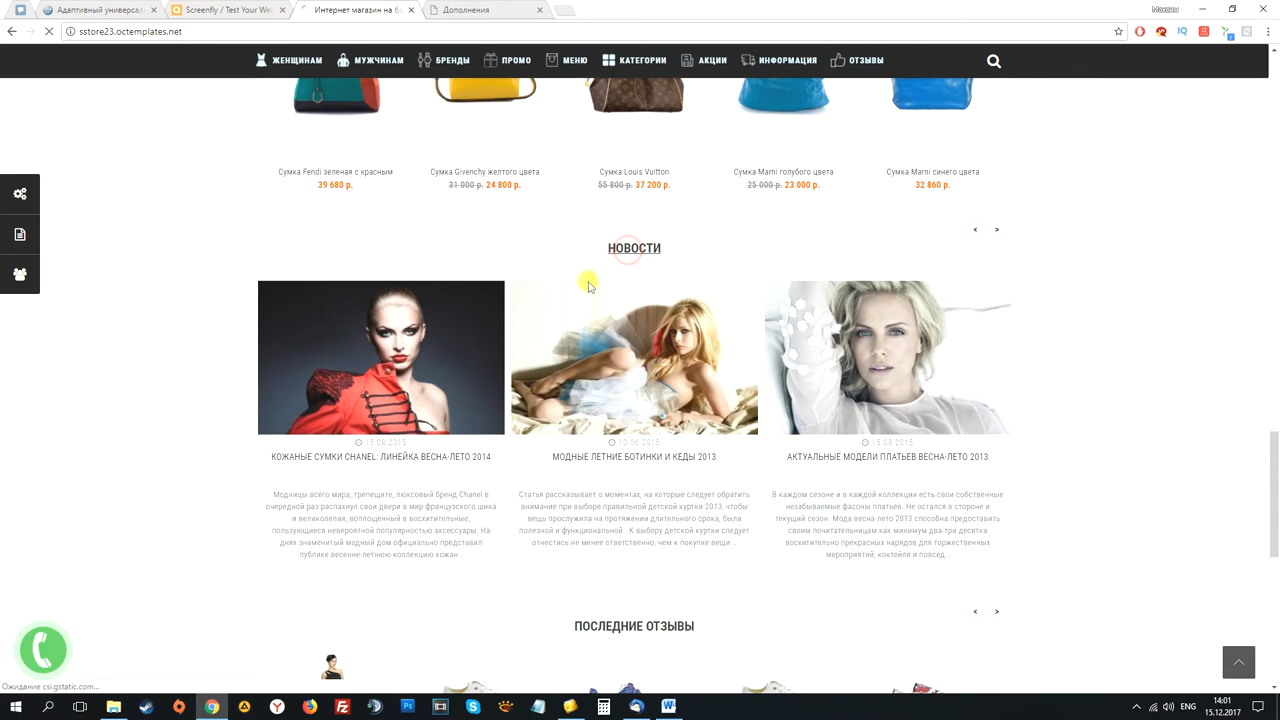 Адаптивный универсаль
Screenfly / Test Your We
Интернет магазин на б
Дополнения
sstore23.octemplates.net
ЖЕНЩИНАМ
МУЖЧИНАМ
БРЕНДЫ
ПРОМО
МЕНЮ
КАТЕГОРИИ
АКЦИИ
ИНФОРМАЦИЯ
ОТЗЫВЫ
Сумка Fendi зеленая с красным
39 680 р.
Сумка Givenchy желтого цвета
31 000 р. 24 800 р.
Сумка Louis Vuitton
55 800 р. 37 200 р.
Сумка Marni голубого цвета
25 000 р. 23 000 р.
Сумка Marni синего цвета
32 860 р.
< >
НОВОСТИ
15.08.2015
КОЖАНЫЕ СУМКИ CHANEL: ЛИНЕЙКА ВЕСНА-ЛЕТО 2014
Модницы всего мира, трепещите, люксовый бренд Chanel в
очередной раз распахнул свои двери в мир французского шика
и великолепия, воплощенный в восхитительные,
пользующиеся невероятной популярностью аксессуары. На
днях знаменитый модный дом официально представил
публике весенне-летнюю коллекцию кожан...
10.06.2015
МОДНЫЕ ЛЕТНИЕ БОТИНКИ И КЕДЫ 2013
Статья рассказывает о моментах, на которые следует обратить
внимание при выборе правильной детской куртки 2013, чтобы
вещь прослужила на протяжении длительного срока, была
полезной и функциональной. К выбору детской куртки следует
отнестись не менее ответственно, чем к покупке вещи ...
15.08.2015
АКТУАЛЬНЫЕ МОДЕЛИ ПЛАТЬЕВ ВЕСНА-ЛЕТО 2013
В каждом сезоне и в каждой коллекции есть свои собственные
незабываемые фасоны платьев. Не остался в стороне и
текущий сезон. Мода весна-лето 2013 способна предоставить
своим почитательницам как минимум два-три десятка
восхитительно прекрасных нарядов для торжественных
мероприятий, коктейля и повсед...
< >
ПОСЛЕДНИЕ ОТЗЫВЫ
Ожидание csi.gstatic.com...
ENG
14:01
15.12.2017